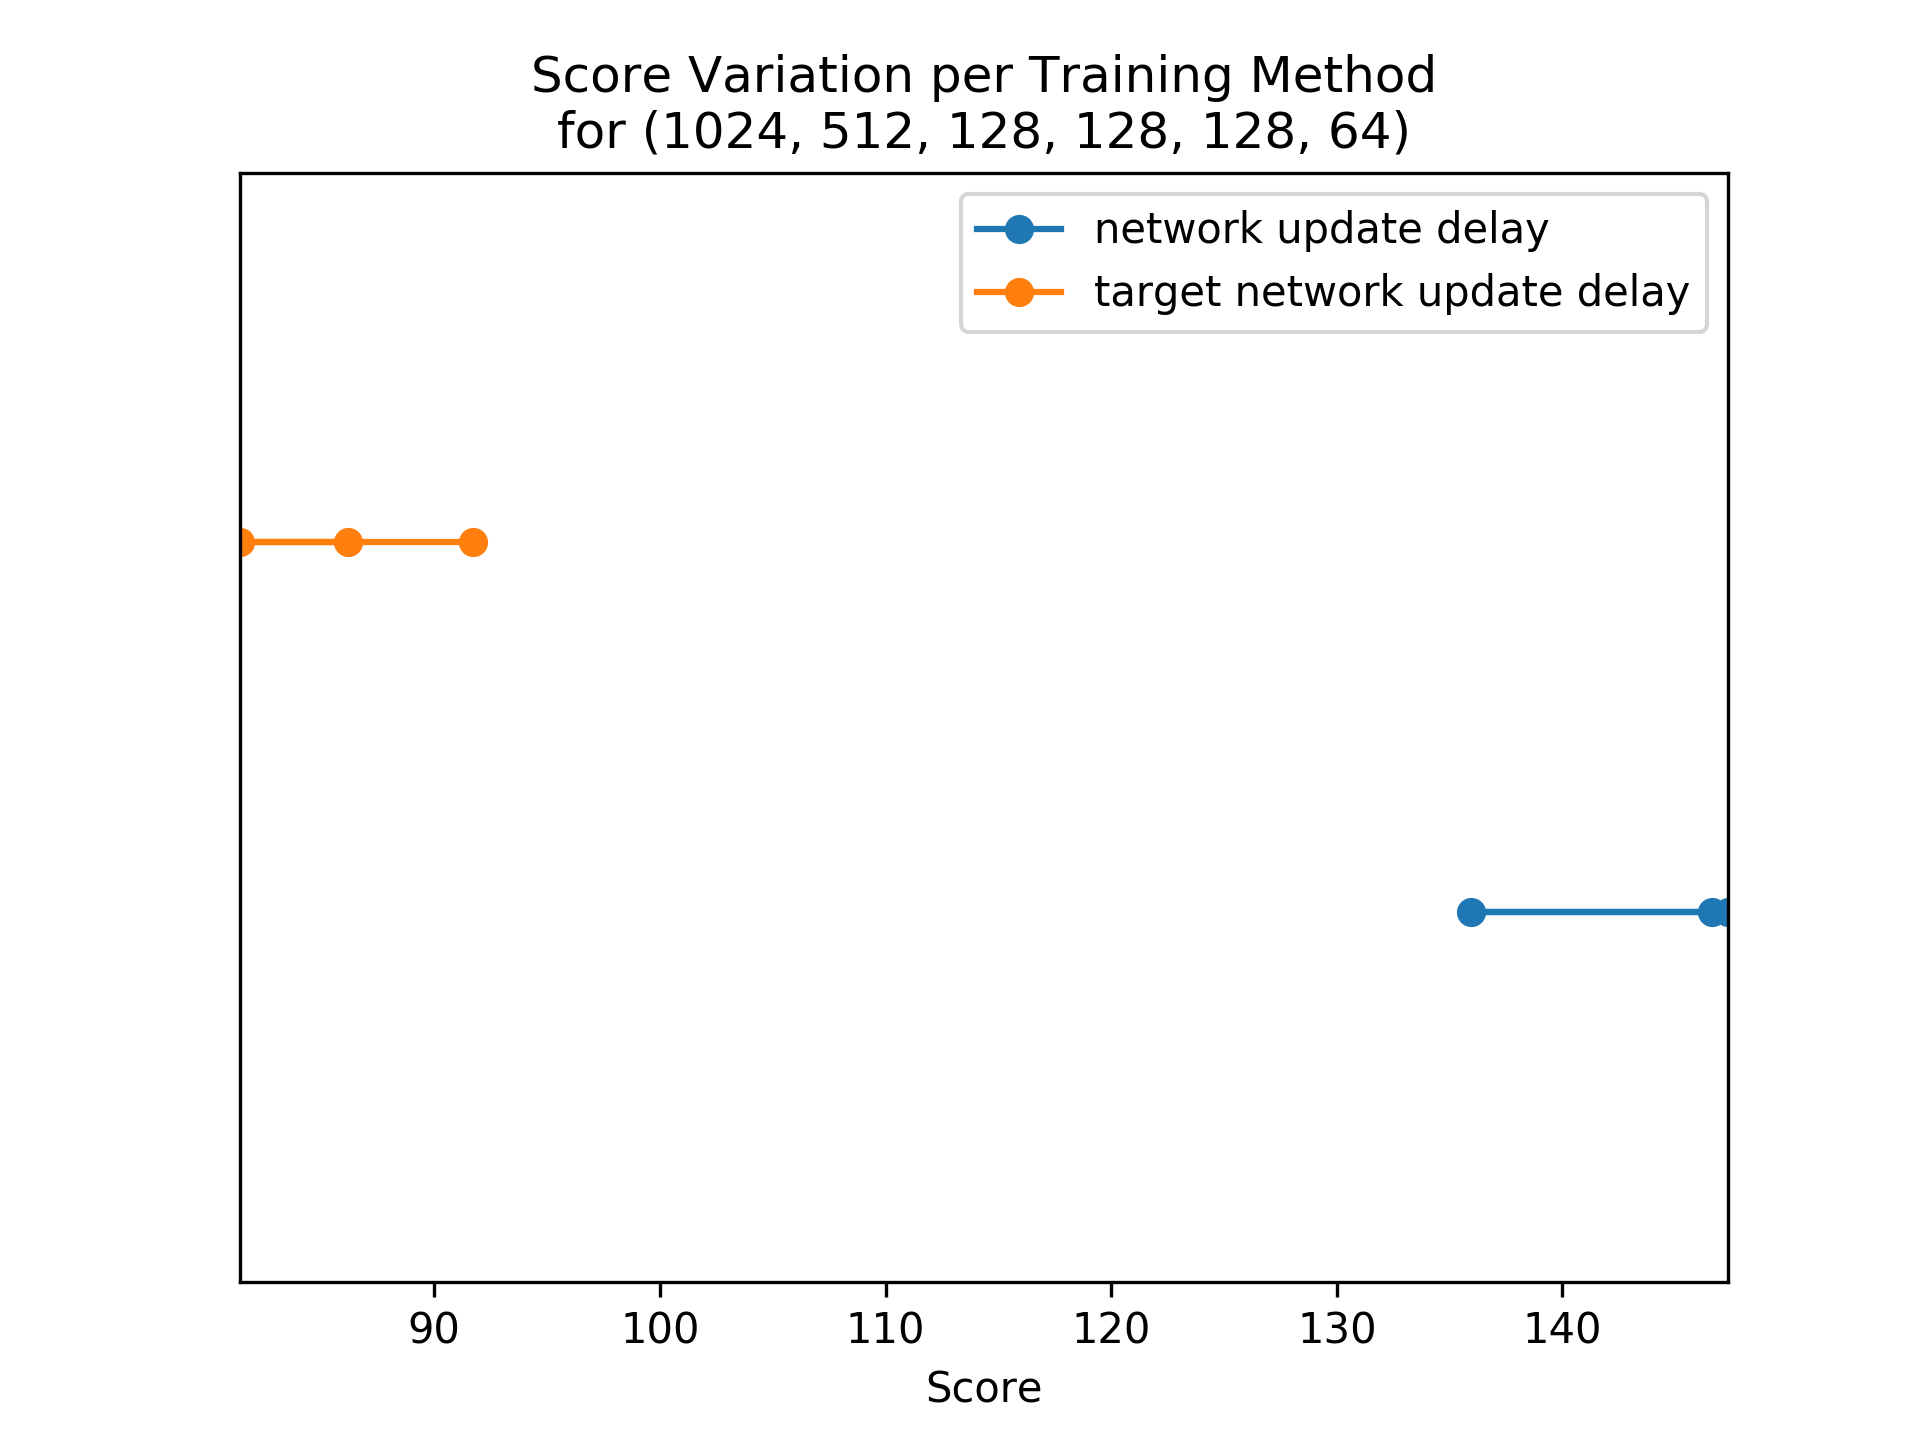 Score Variation per Training Method
for (1024, 512, 128, 128, 128, 64)
network update delay
target network update delay
90 100 110 120 130 140
Score